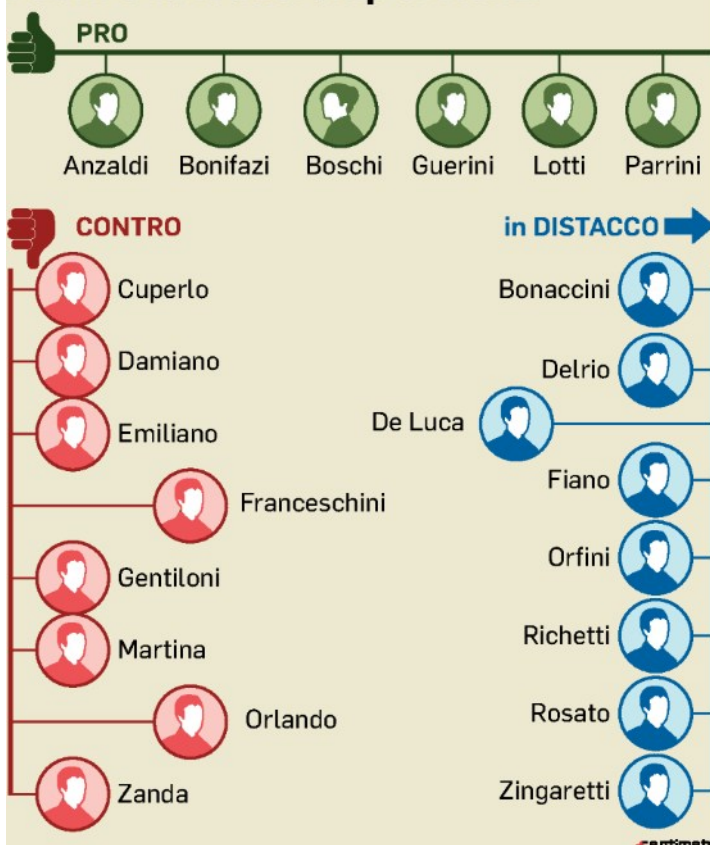 PRO
Anzaldi Bonifazi Boschi Guerini Lotti Parrini
CONTRO
Cuperlo
Damiano
Emiliano
Franceschini
Gentiloni
Martina
Orlando
Zanda
in DISTACCO
Bonaccini
Delrio
De Luca
Fiano
Orfini
Richetti
Rosato
Zingaretti